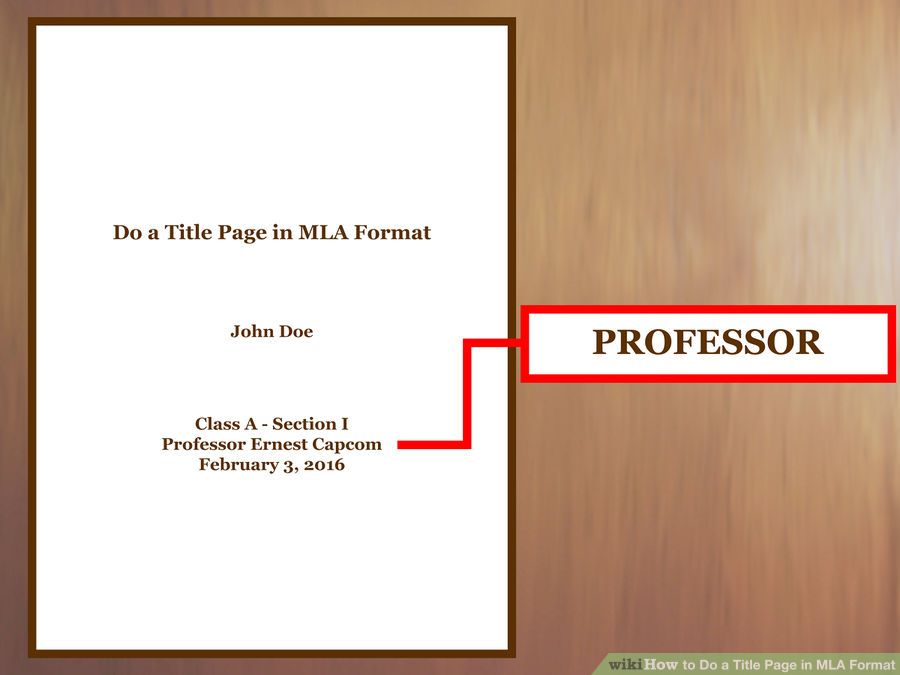 Do a Title Page in MLA Format
John Doe
PROFESSOR
Class A - Section I
Professor Ernest Capcom
February 3, 2016
wikiHow to Do a Title Page in MLA Format